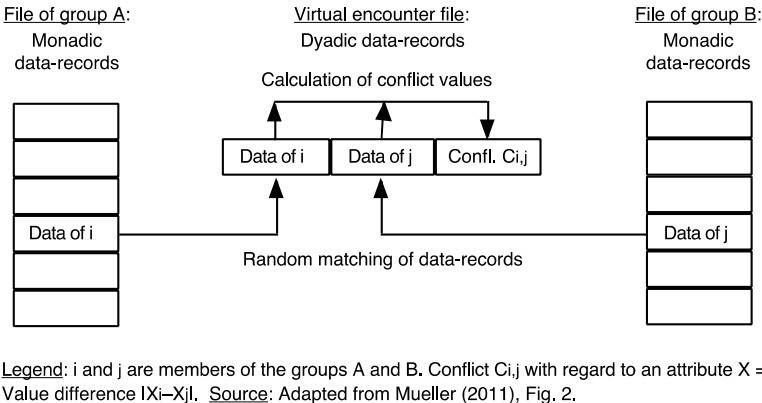 File of group A:
Monadic
data-records
Virtual encounter file:
Dyadic data-records
File of group B:
Monadic
data-records
Calculation of conflict values
Data of i
Data of j
Confl. Ci,j
Data of i
Data of j
Random matching of data-records
Legend: i and j are members of the groups A and B. Conflict Ci,j with regard to an attribute X =
Value difference |Xi–Xj|. Source: Adapted from Mueller (2011), Fig. 2.